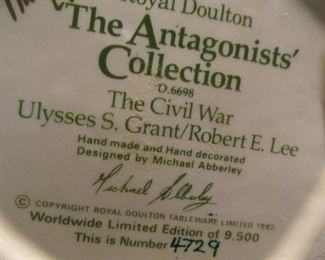 Royal Doulton
The Antagonists'
Collection
D.6698
The Civil War
Ulysses S. Grant/Robert E. Lee
Hand made and Hand decorated
Designed by Michael Abberley
Michael Abberley
© COPYRIGHT ROYAL DOULTON TABLEWARE LIMITED 1982
Worldwide Limited Edition of 9,500
This is Number 4729